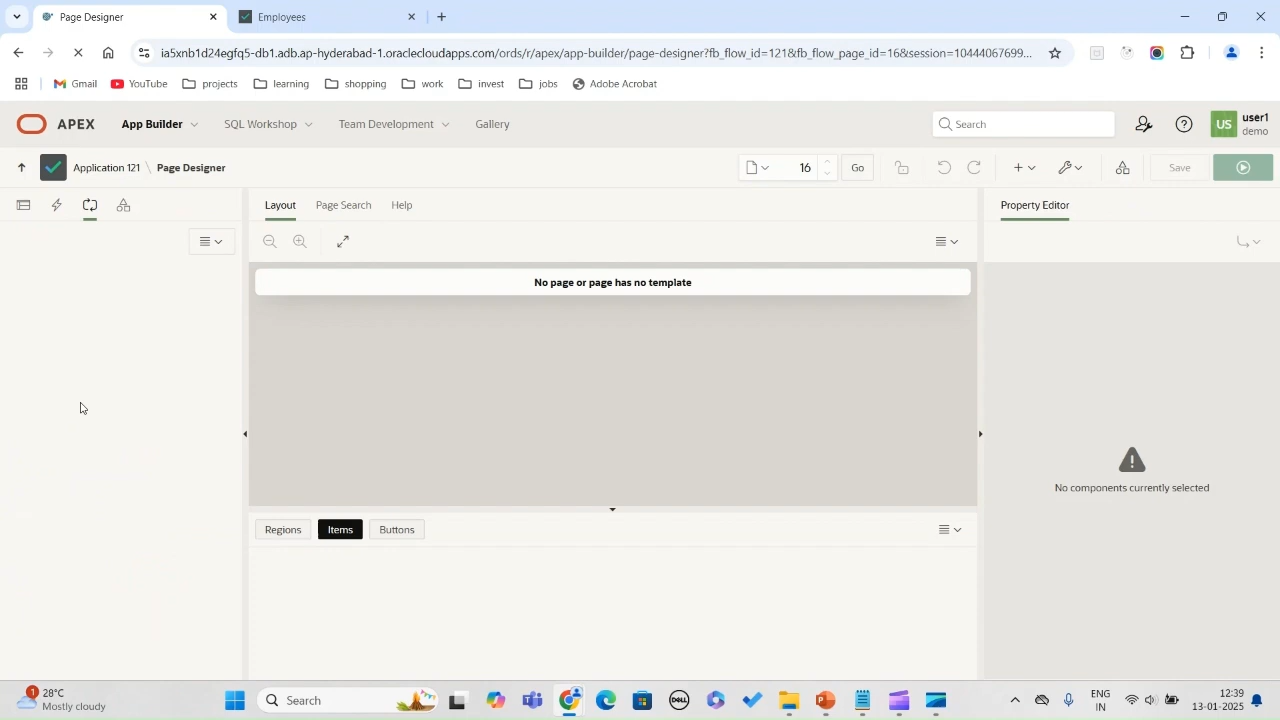 Page Designer
Employees
ia5xnb1d24egfq5-db1.adb.ap-hyderabad-1.oraclecloudapps.com/ords/r/apex/app-builder/page-designer?fb_flow_id=121&fb_flow_page_id=16&session=10444067699...
Gmail YouTube projects learning shopping work invest jobs Adobe Acrobat
APEX App Builder SQL Workshop Team Development Gallery Search US user1
demo
Application 121 \ Page Designer 16 Go Save
Layout Page Search Help Property Editor
No page or page has no template
No components currently selected
Regions Items Buttons
1 28°C
Mostly cloudy
Search
DELL
ENG
IN
12:39
13-01-2025